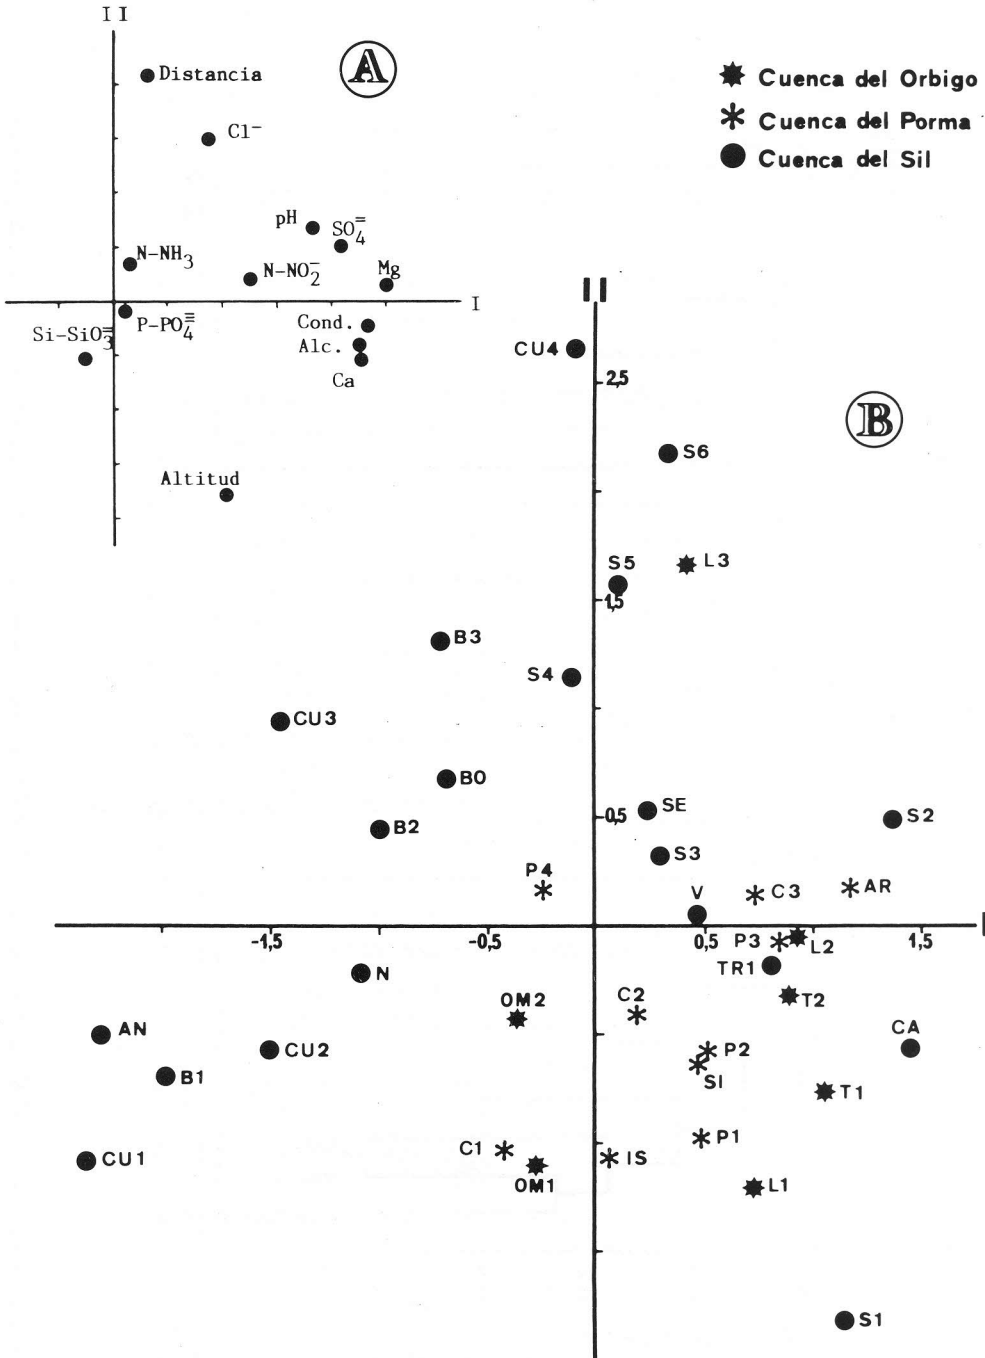 II
A
Distancia
Cl⁻
pH
SO₄⁼
N-NH₃
N-NO₂⁻
Mg
I
P-PO₄≡
Si-SiO₃⁼
Cond.
Alc.
Ca
Altitud
Cuenca del Orbigo
Cuenca del Porma
Cuenca del Sil
II
B
CU4
2,5
S6
S5
L3
1,5
B3
S4
CU3
B0
B2
SE
0,5
S2
S3
P4
V
C3
AR
-1,5
-0,5
0,5
1,5
I
P3
L2
TR1
N
C2
T2
OM2
AN
CA
CU2
P2
B1
SI
T1
P1
C1
IS
CU1
OM1
L1
S1